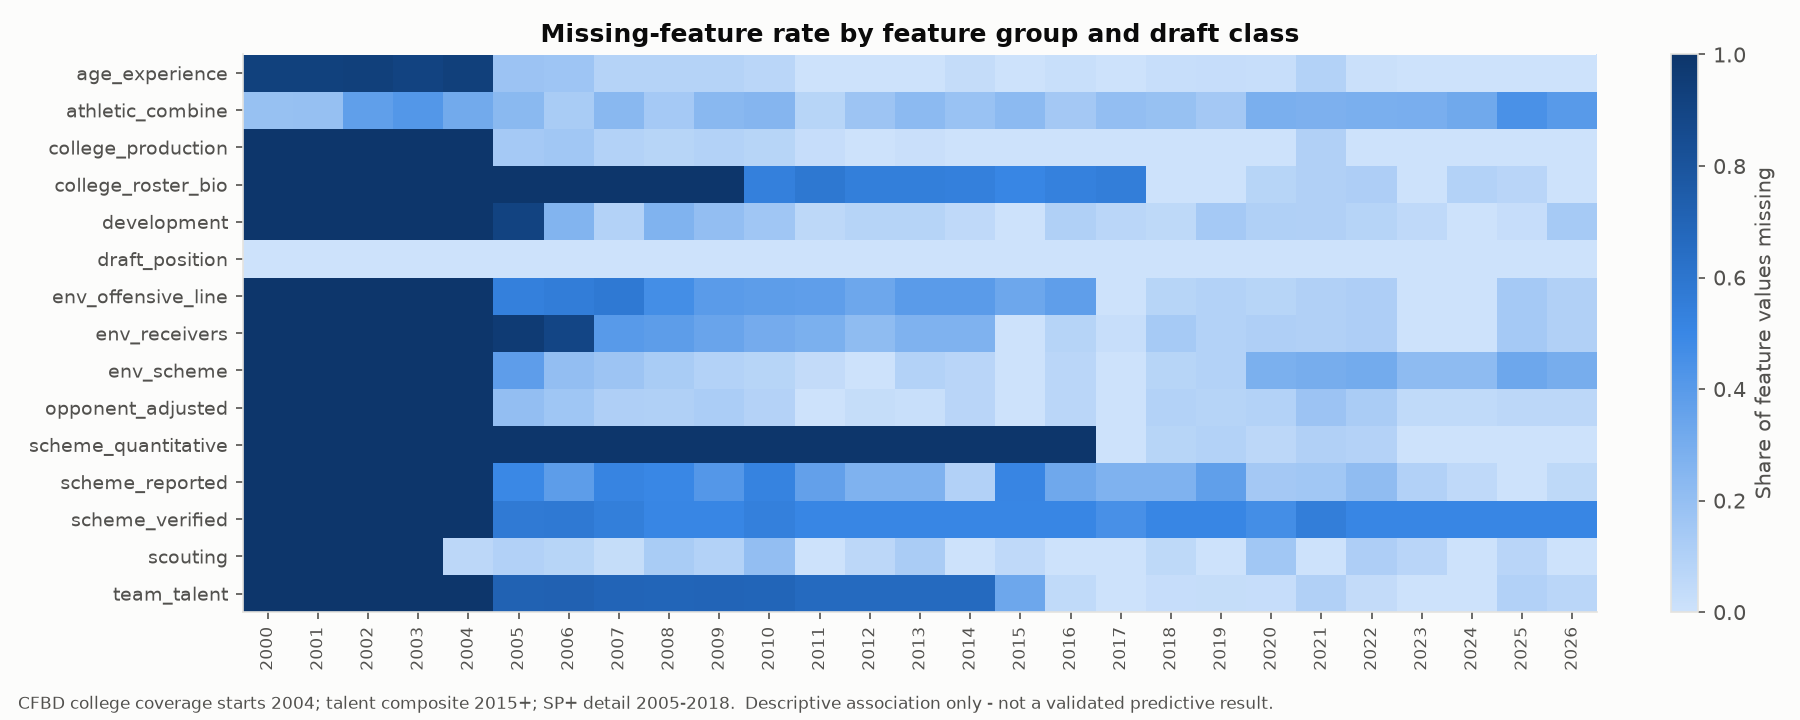 Missing-feature rate by feature group and draft class
age_experience
athletic_combine
college_production
college_roster_bio
development
draft_position
env_offensive_line
env_receivers
env_scheme
opponent_adjusted
scheme_quantitative
scheme_reported
scheme_verified
scouting
team_talent
2000 2001 2002 2003 2004 2005 2006 2007 2008 2009 2010 2011 2012 2013 2014 2015 2016 2017 2018 2019 2020 2021 2022 2023 2024 2025 2026
1.0
0.8
0.6
0.4
0.2
0.0
Share of feature values missing
CFBD college coverage starts 2004; talent composite 2015+; SP+ detail 2005-2018.  Descriptive association only - not a validated predictive result.